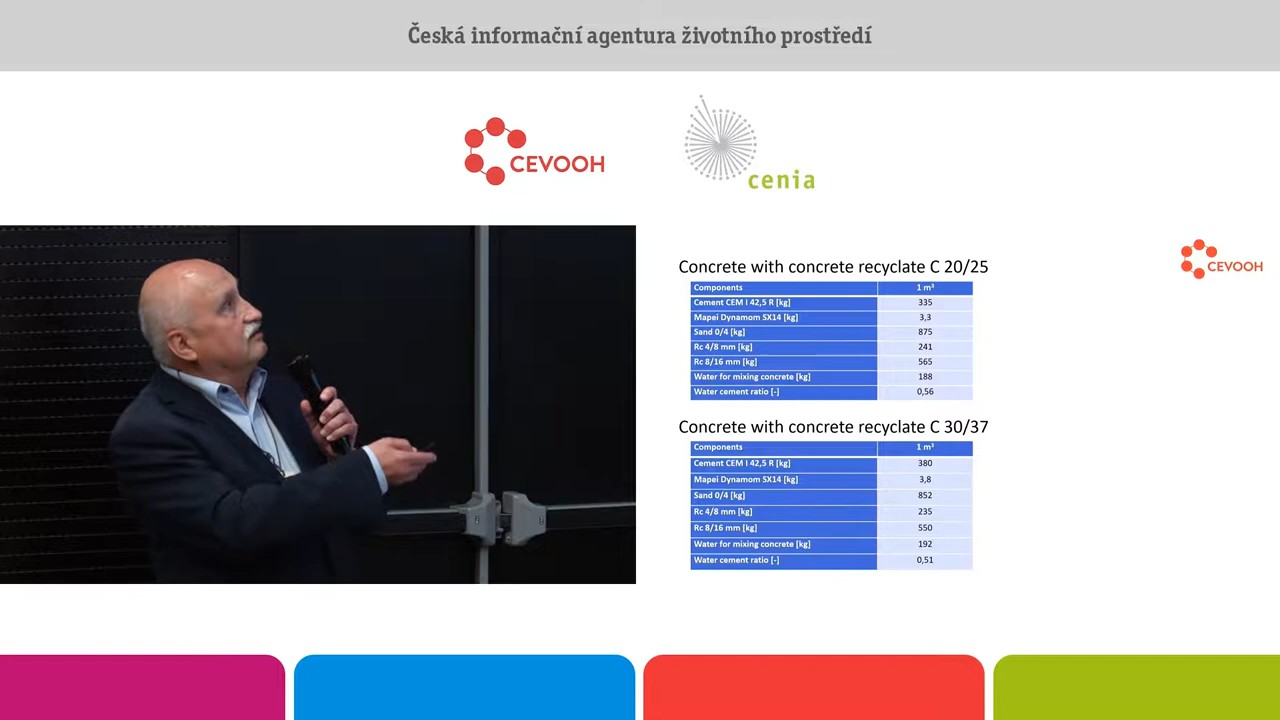 Česká informační agentura životního prostředí
CEVOOH
cenia
CEVOOH
Concrete with concrete recyclate C 20/25
Components 1 m³
Cement CEM I 42,5 R [kg] 335
Mapei Dynamom SX14 [kg] 3,3
Sand 0/4 [kg] 875
Rc 4/8 mm [kg] 241
Rc 8/16 mm [kg] 565
Water for mixing concrete [kg] 188
Water cement ratio [-] 0,56
Concrete with concrete recyclate C 30/37
Components 1 m³
Cement CEM I 42,5 R [kg] 380
Mapei Dynamom SX14 [kg] 3,8
Sand 0/4 [kg] 852
Rc 4/8 mm [kg] 235
Rc 8/16 mm [kg] 550
Water for mixing concrete [kg] 192
Water cement ratio [-] 0,51